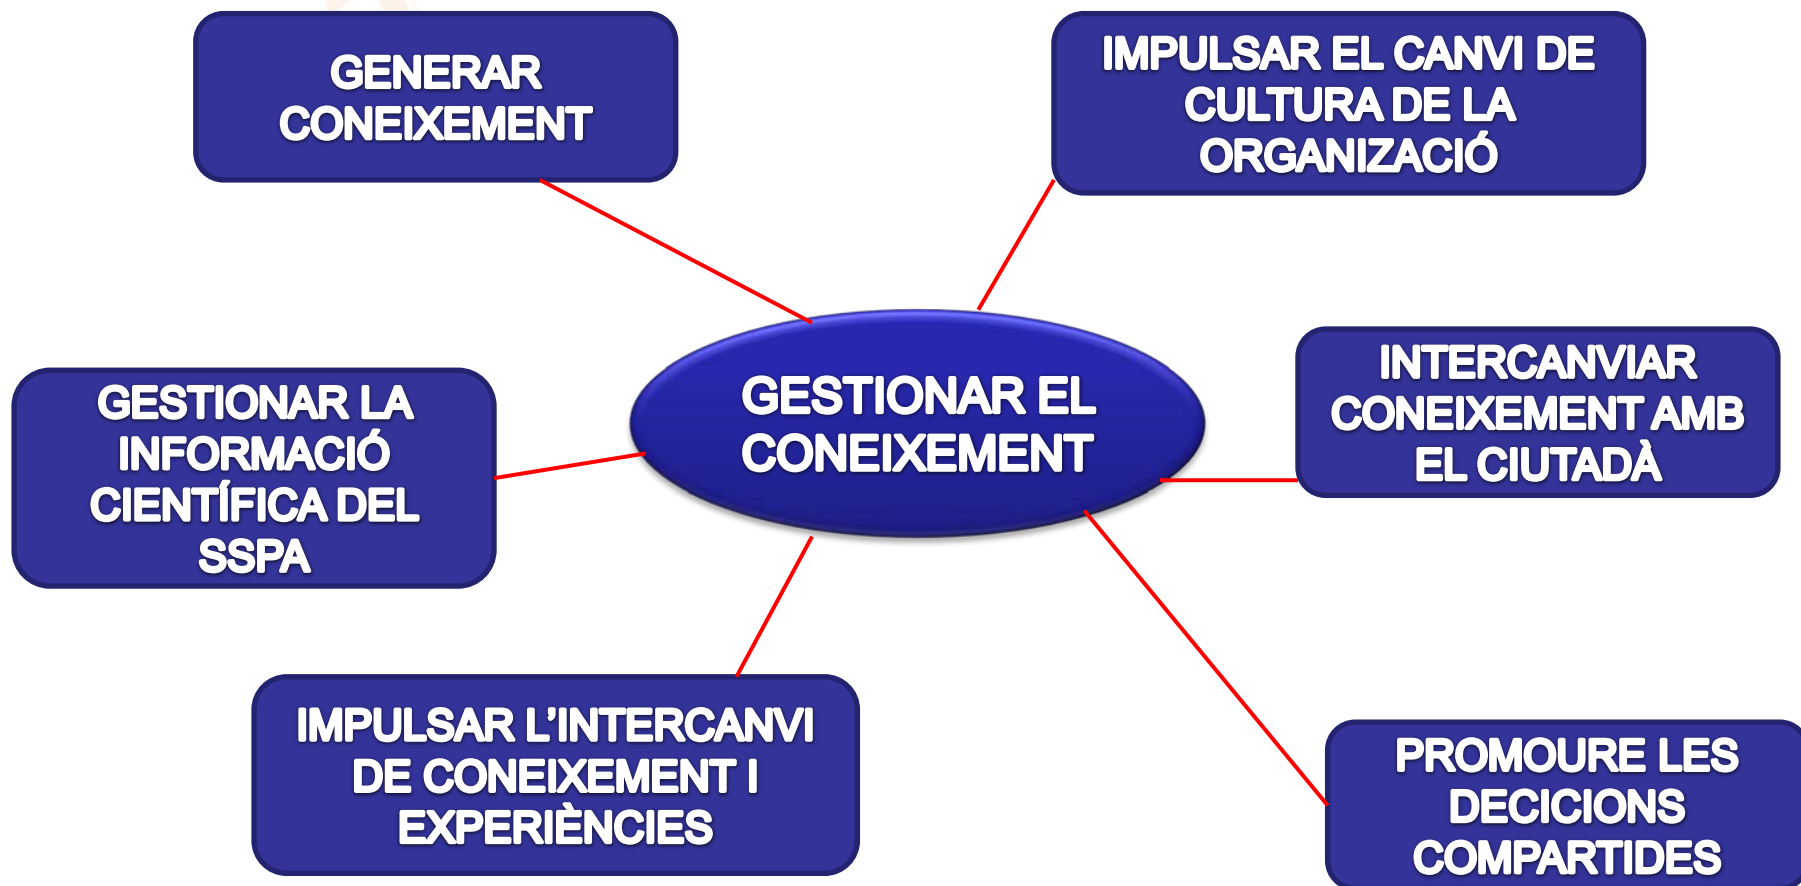 GENERAR
CONEIXEMENT
IMPULSAR EL CANVI DE
CULTURA DE LA
ORGANIZACIÓ
GESTIONAR LA
INFORMACIÓ
CIENTÍFICA DEL
SSPA
GESTIONAR EL
CONEIXEMENT
INTERCANVIAR
CONEIXEMENT AMB
EL CIUTADÀ
IMPULSAR L’INTERCANVI
DE CONEIXEMENT I
EXPERIÈNCIES
PROMOURE LES
DECICIONS
COMPARTIDES